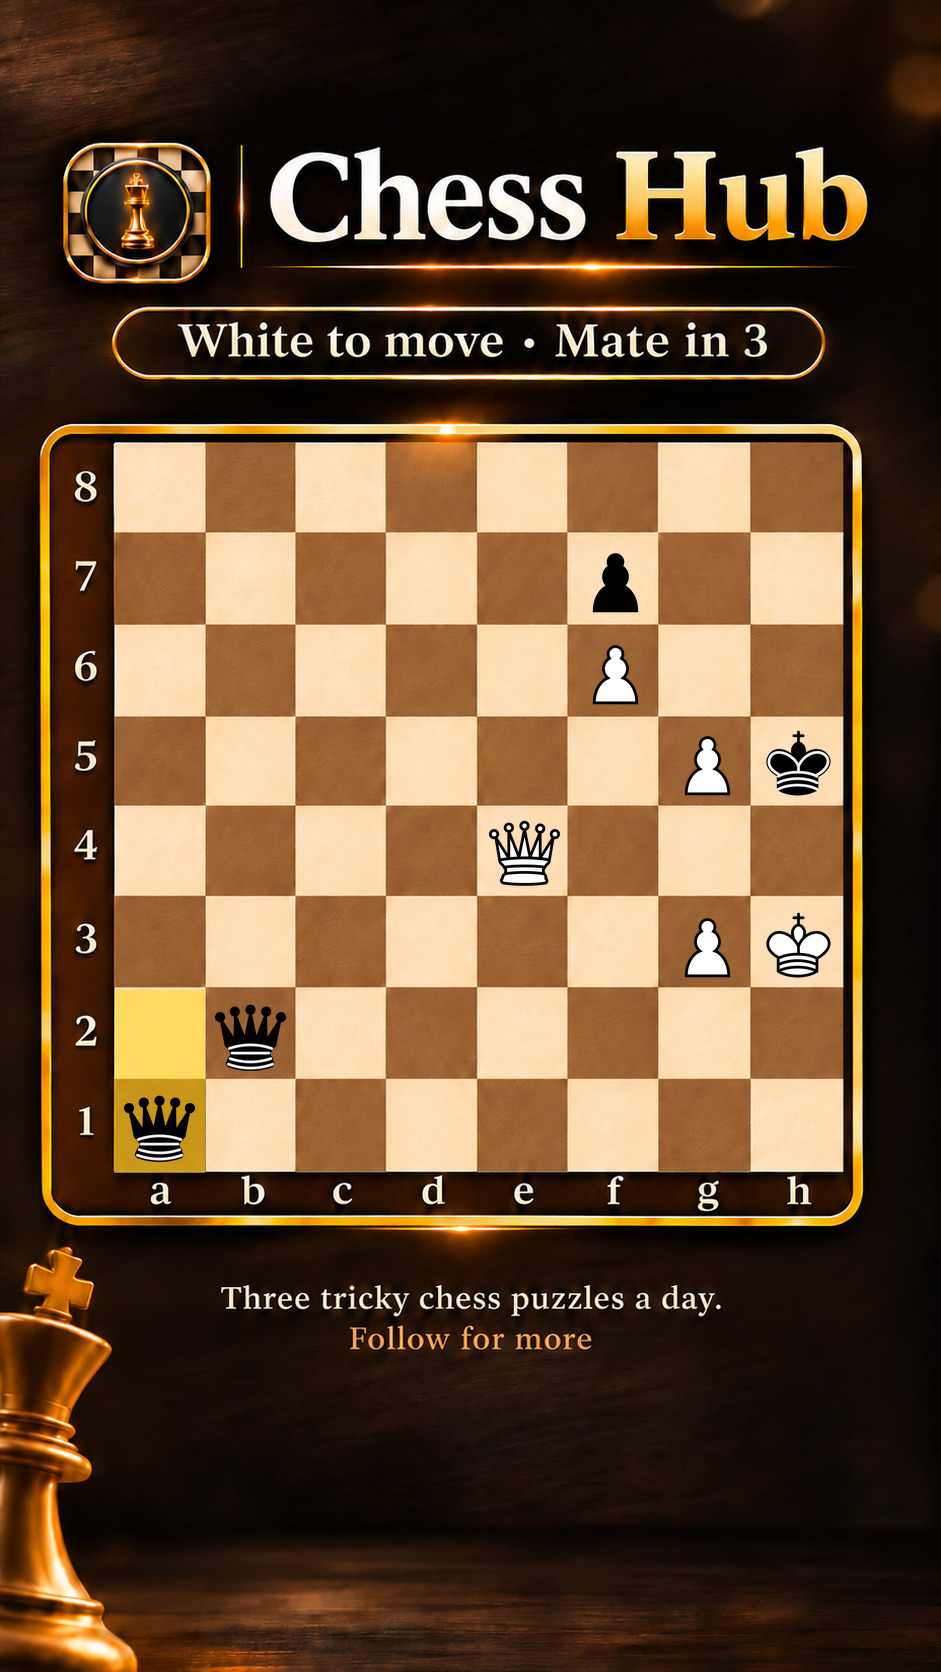 Chess Hub
White to move • Mate in 3
8
7
6
5
4
3
2
1
a b c d e f g h
Three tricky chess puzzles a day.
Follow for more